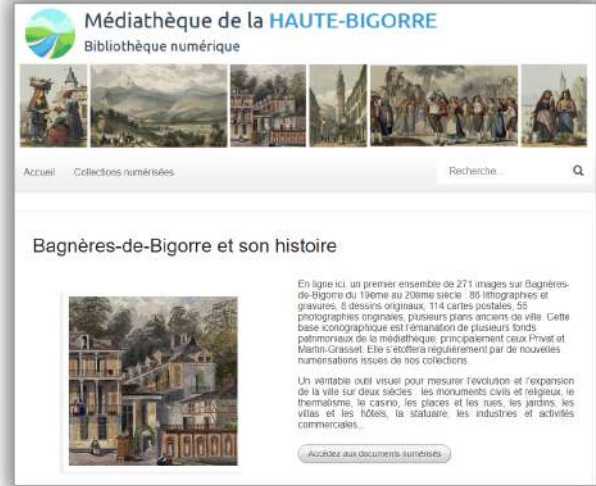 Médiathèque de la HAUTE-BIGORRE
Bibliothèque numérique
Accueil Collections numérisées Recherche...
Bagnères-de-Bigorre et son histoire
En ligne ici, un premier ensemble de 271 images sur Bagnères-
de-Bigorre du 19ème au 20ème siècle : 86 lithographies et
gravures, 6 dessins originaux, 114 cartes postales, 55
photographies originales, plusieurs plans anciens de ville. Cette
base iconographique est l'émanation de plusieurs fonds
patrimoniaux de la médiathèque, principalement ceux Privat et
Martin-Grasset. Elle s'étoffera régulièrement par de nouvelles
numérisations issues de nos collections.
Un véritable outil visuel pour mesurer l'évolution et l'expansion
de la ville sur deux siècles : les monuments civils et religieux, le
thermalisme, le casino, les places et les rues, les jardins, les
villas et les hôtels, la statuaire, les industries et activités
commerciales...
Accédez aux documents numérisés